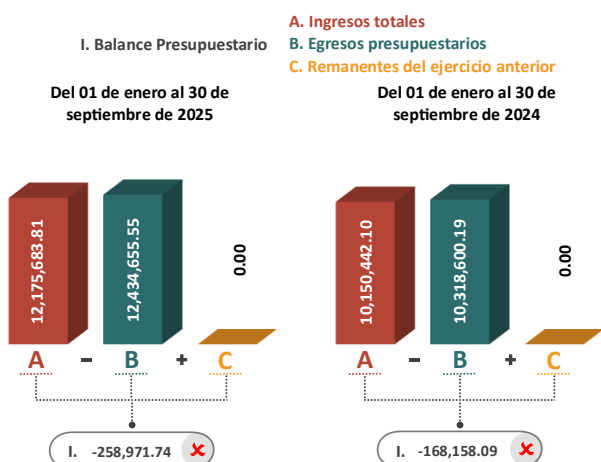 A. Ingresos totales
I. Balance Presupuestario
B. Egresos presupuestarios
C. Remanentes del ejercicio anterior
Del 01 de enero al 30 de
septiembre de 2025
12,175,683.81
12,434,655.55
0.00
A - B + C
I. -258,971.74
Del 01 de enero al 30 de
septiembre de 2024
10,150,442.10
10,318,600.19
0.00
A - B + C
I. -168,158.09